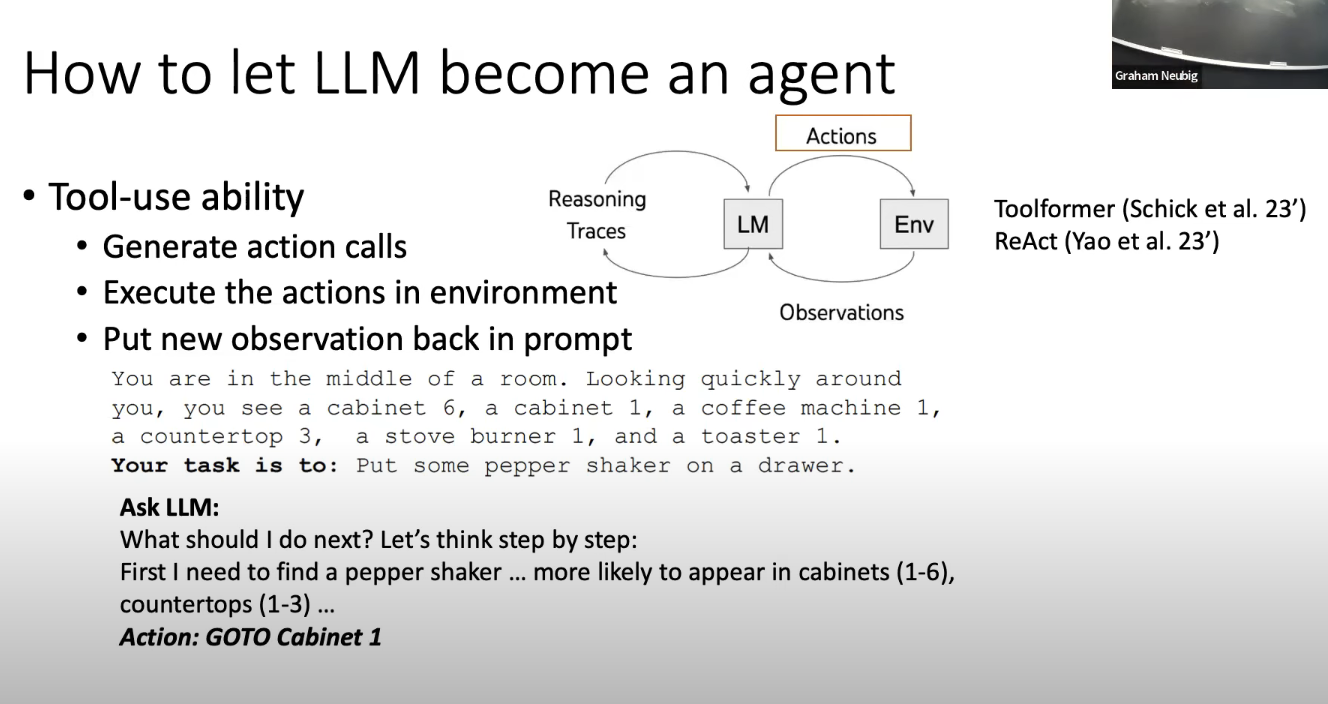 How to let LLM become an agent
Graham Neubig
• Tool-use ability
• Generate action calls
• Execute the actions in environment
• Put new observation back in prompt
Actions
Reasoning
Traces
LM
Env
Observations
Toolformer (Schick et al. 23’)
ReAct (Yao et al. 23’)
You are in the middle of a room. Looking quickly around
you, you see a cabinet 6, a cabinet 1, a coffee machine 1,
a countertop 3, a stove burner 1, and a toaster 1.
Your task is to: Put some pepper shaker on a drawer.
Ask LLM:
What should I do next? Let’s think step by step:
First I need to find a pepper shaker ... more likely to appear in cabinets (1-6),
countertops (1-3) ...
Action: GOTO Cabinet 1